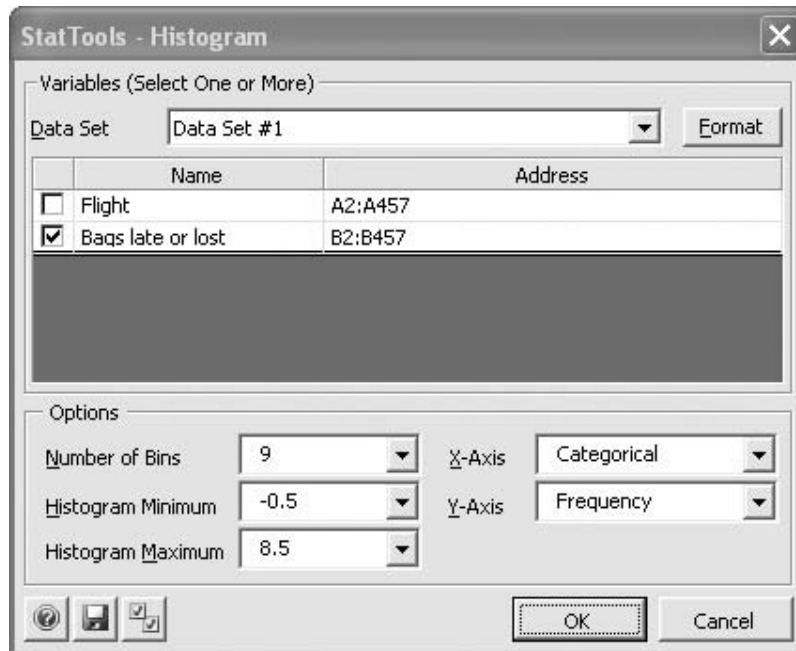 StatTools - Histogram
Variables (Select One or More)
Data Set Data Set #1 Format
Name Address
Flight A2:A457
Bags late or lost B2:B457
Options
Number of Bins 9 X-Axis Categorical
Histogram Minimum -0.5 Y-Axis Frequency
Histogram Maximum 8.5
OK Cancel